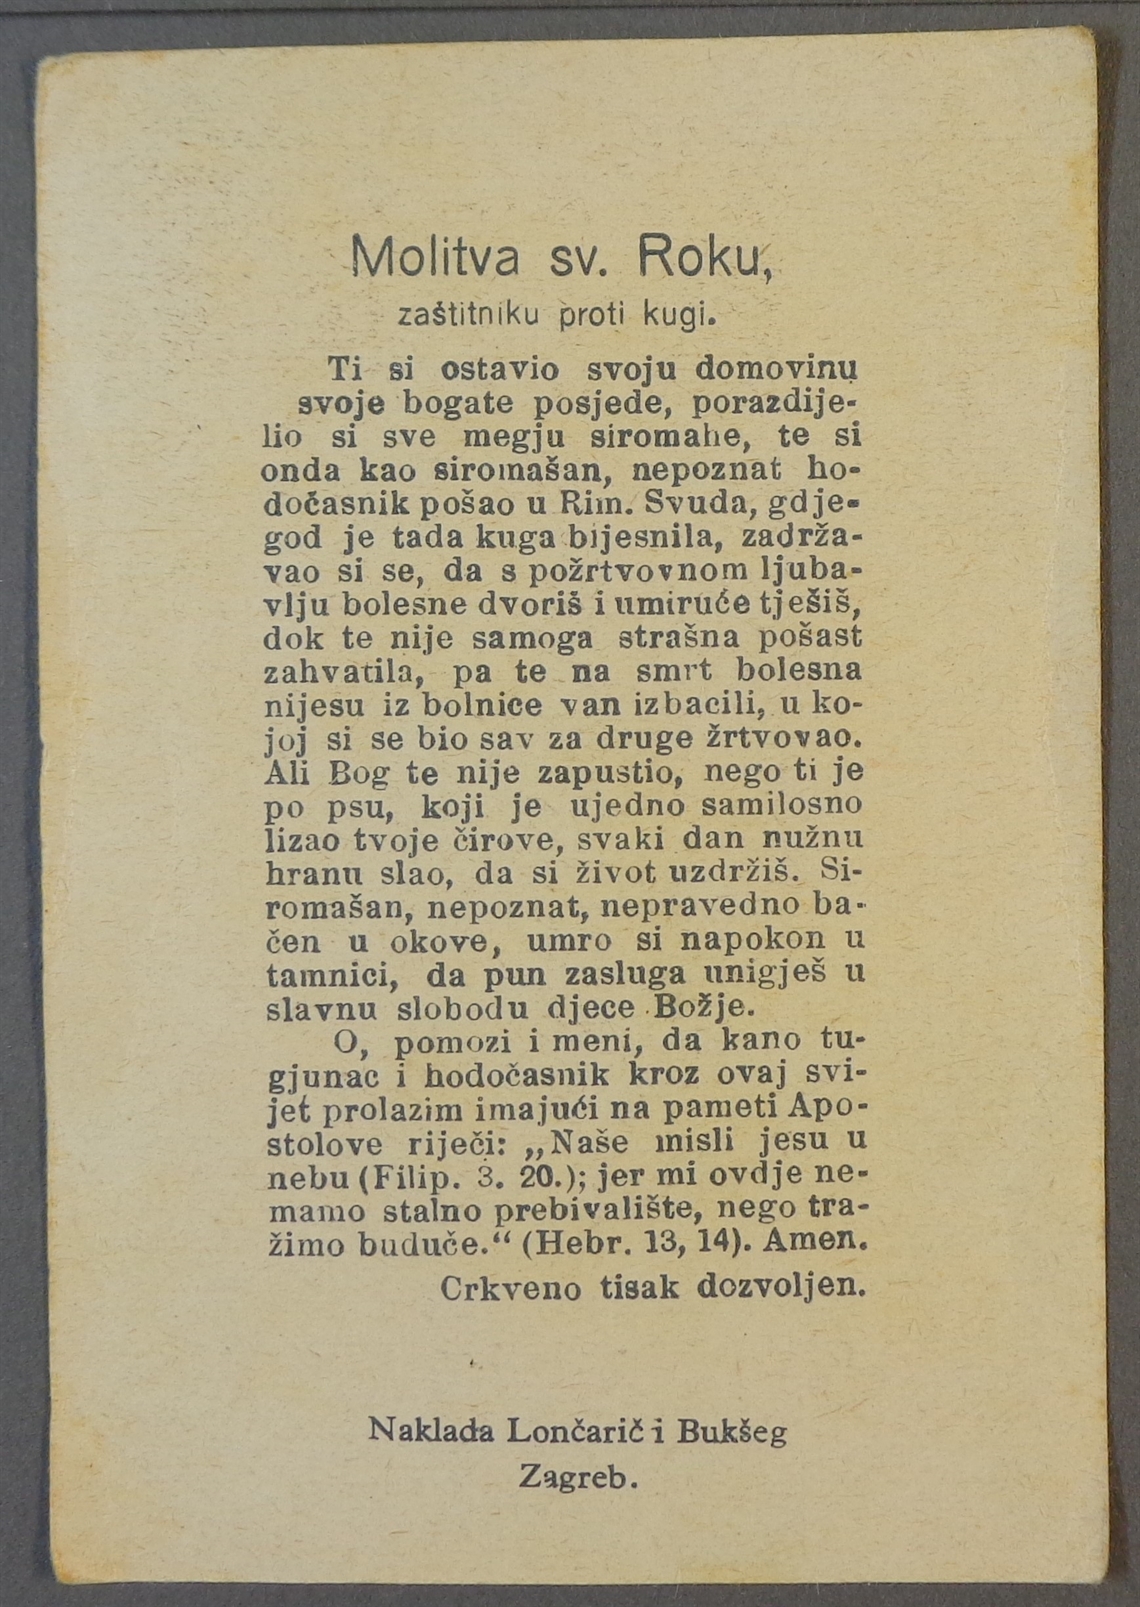 Molitva sv. Roku,
zaštitniku proti kugi.
Ti si ostavio svoju domovinu
svoje bogate posjede, porazdije-
lio si sve megju siromahe, te si
onda kao siromašan, nepoznat ho-
dočasnik pošao u Rim. Svuda, gdje-
god je tada kuga bijesnila, zadrža-
vao si se, da s požrtvovnom ljuba-
vlju bolesne dvoriš i umiruće tješiš,
dok te nije samoga strašna pošast
zahvatila, pa te na smrt bolesna
nijesu iz bolnice van izbacili, u ko-
joj si se bio sav za druge žrtvovao.
Ali Bog te nije zapustio, nego ti je
po psu, koji je ujedno samilosno
lizao tvoje čirove, svaki dan nužnu
hranu slao, da si život uzdržiš. Si-
romašan, nepoznat, nepravedno ba-
čen u okove, umro si napokon u
tamnici, da pun zasluga unigješ u
slavnu slobodu djece Božje.
O, pomozi i meni, da kano tu-
gjunac i hodočasnik kroz ovaj svi-
jet prolazim imajući na pameti Apo-
stolove riječi: „Naše misli jesu u
nebu (Filip. 3. 20.); jer mi ovdje ne-
mamo stalno prebivalište, nego tra-
žimo buduče.“ (Hebr. 13, 14). Amen.
Crkveno tisak dozvoljen.
Naklada Lončarič i Bukšeg
Zagreb.